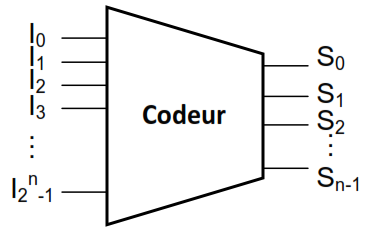 I₀
I₁
I₂
I₃
⋮
I₂ⁿ₋₁
Codeur
S₀
S₁
S₂
⋮
Sₙ₋₁